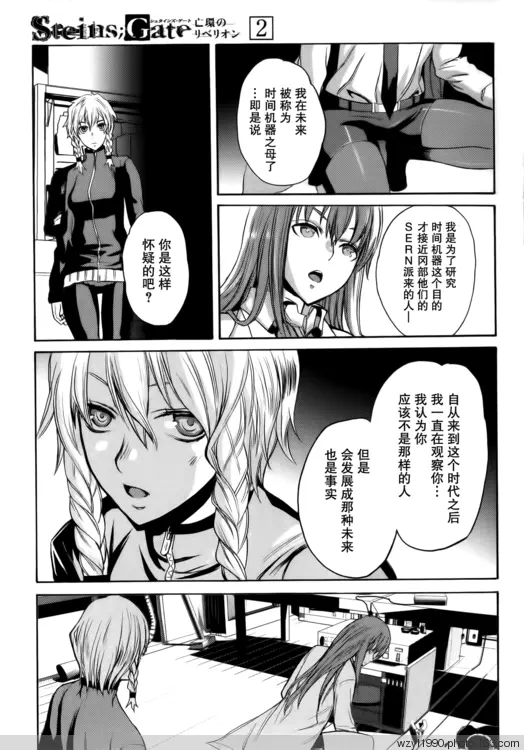 Steins;Gate
シュタインズ・ゲート
亡環の
リベリオン
2
我在未来
被称为
时间机器之母了
…即是说
我是为了研究
时间机器这个目的
才接近冈部他们的
SERN派来的人—
你是这样
怀疑的吧？
自从来到这个时代之后
我一直在观察你…
我认为你
应该不是那样的人
但是
会发展成那种未来
也是事实